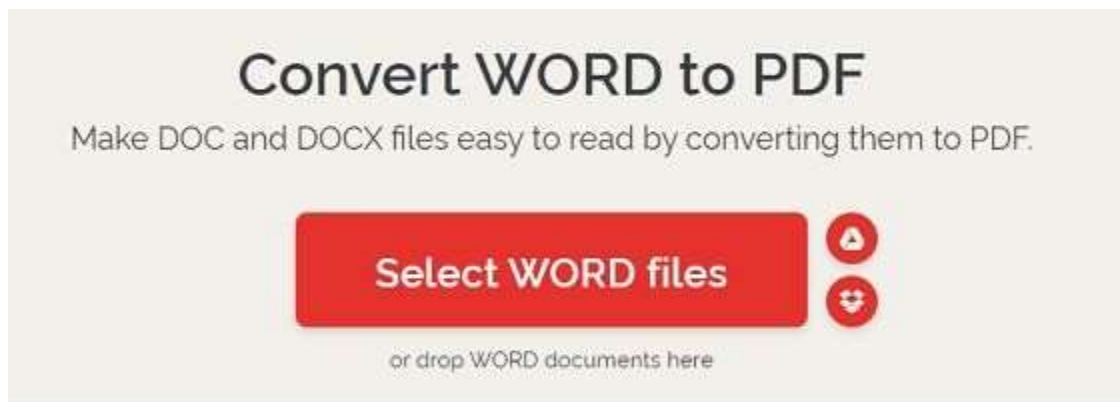 Convert WORD to PDF
Make DOC and DOCX files easy to read by converting them to PDF.
Select WORD files
or drop WORD documents here